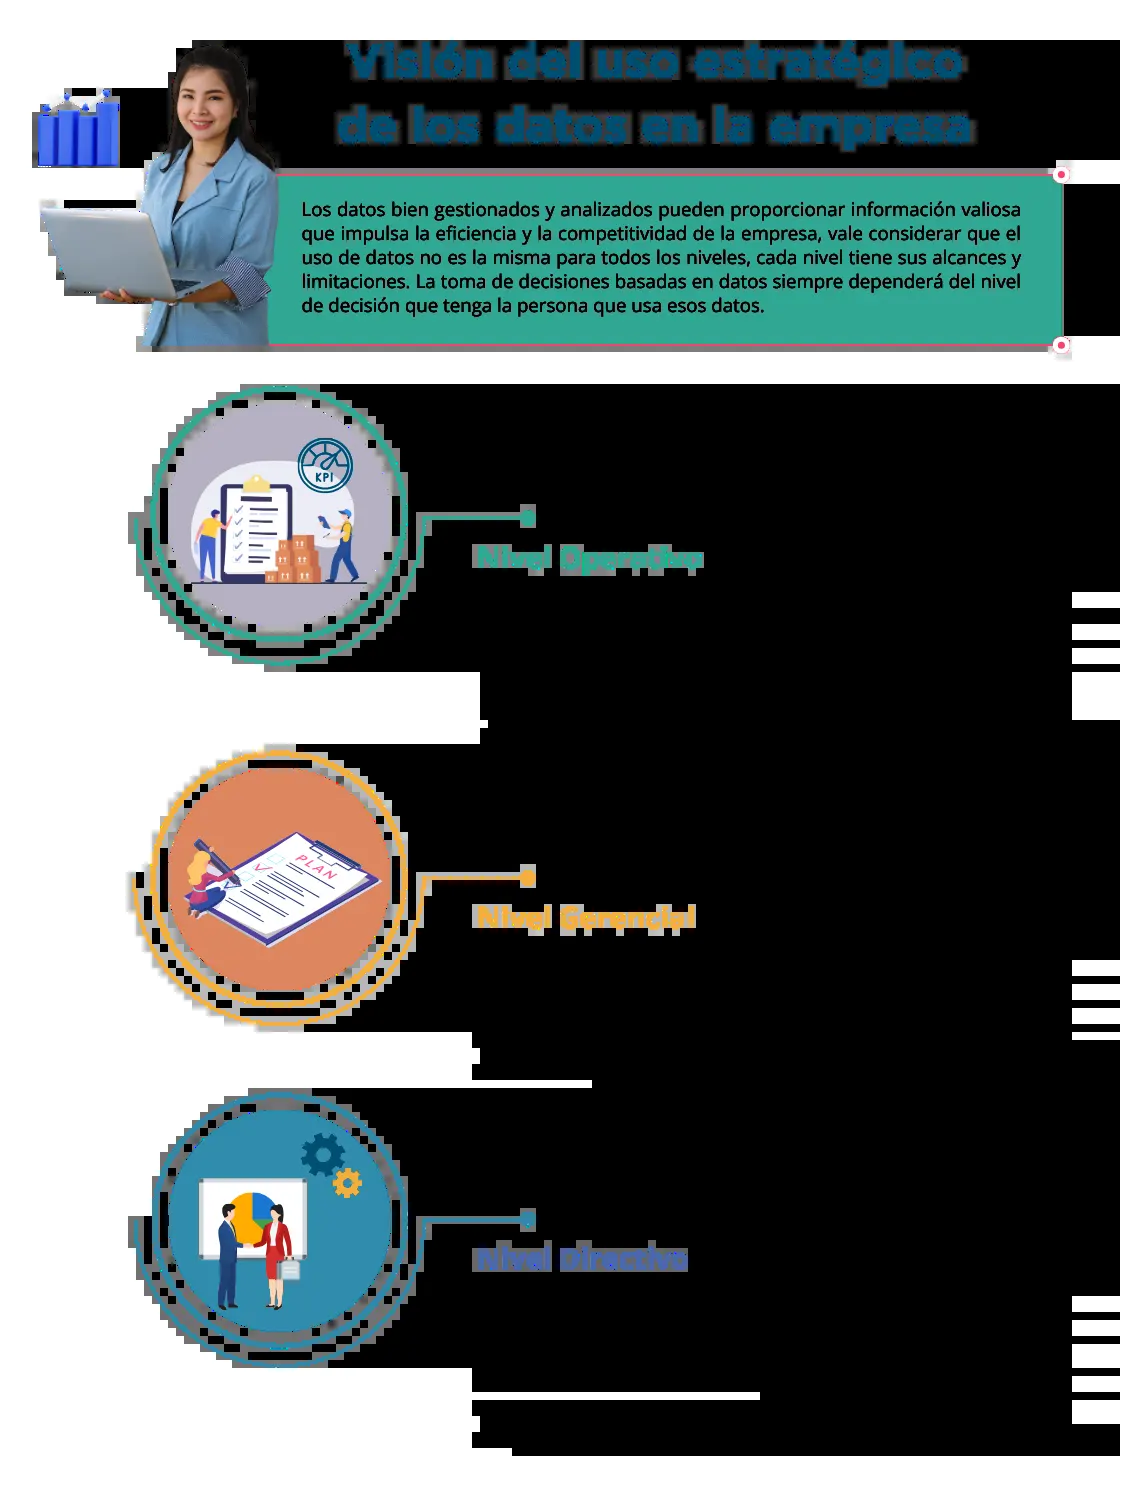 Visión del uso estratégico
de los datos en la empresa
Los datos bien gestionados y analizados pueden proporcionar información valiosa
que impulsa la eficiencia y la competitividad de la empresa, vale considerar que el
uso de datos no es la misma para todos los niveles, cada nivel tiene sus alcances y
limitaciones. La toma de decisiones basadas en datos siempre dependerá del nivel
de decisión que tenga la persona que usa esos datos.
KPI
Nivel Operativo
PLAN
Nivel Gerencial
Nivel Directivo